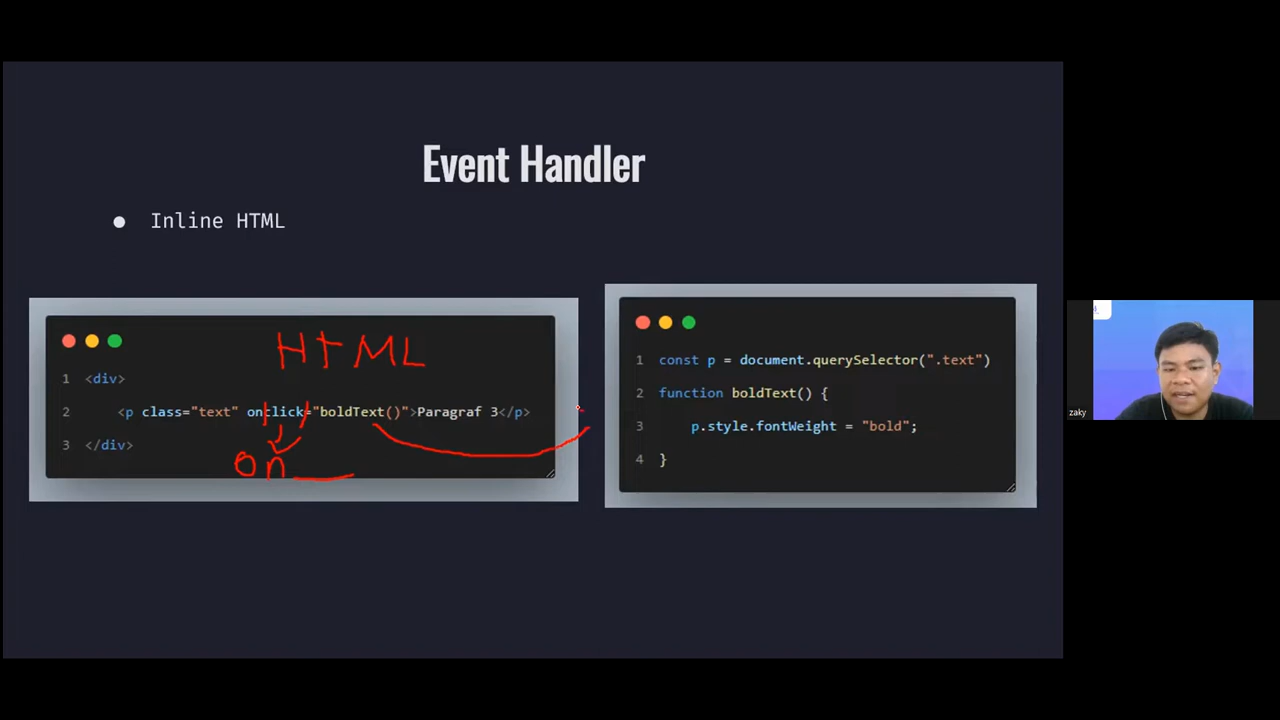 Event Handler
● Inline HTML
HTML
1 <div>
2 <p class="text" onclick="boldText()">Paragraf 3</p>
3 </div>
on___
1 const p = document.querySelector(".text")
2 function boldText() {
3 p.style.fontWeight = "bold";
4 }
zaky